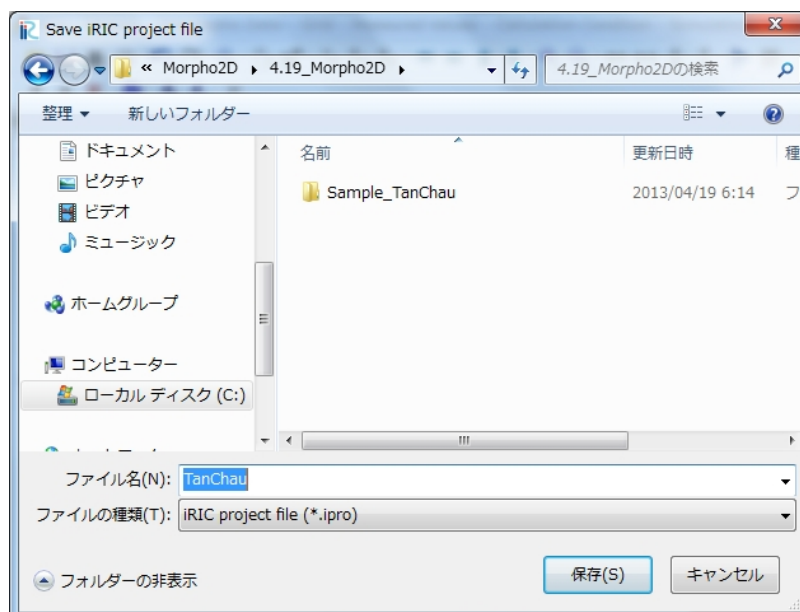 Save iRIC project file
« Morpho2D ▸ 4.19_Morpho2D ▸
4.19_Morpho2Dの検索
整理 ▼ 新しいフォルダー
ドキュメント
ピクチャ
ビデオ
ミュージック
ホームグループ
コンピューター
ローカル ディスク (C:)
名前 更新日時 種
Sample_TanChau 2013/04/19 6:14 フ
ファイル名(N): TanChau
ファイルの種類(T): iRIC project file (*.ipro)
フォルダーの非表示 保存(S) キャンセル